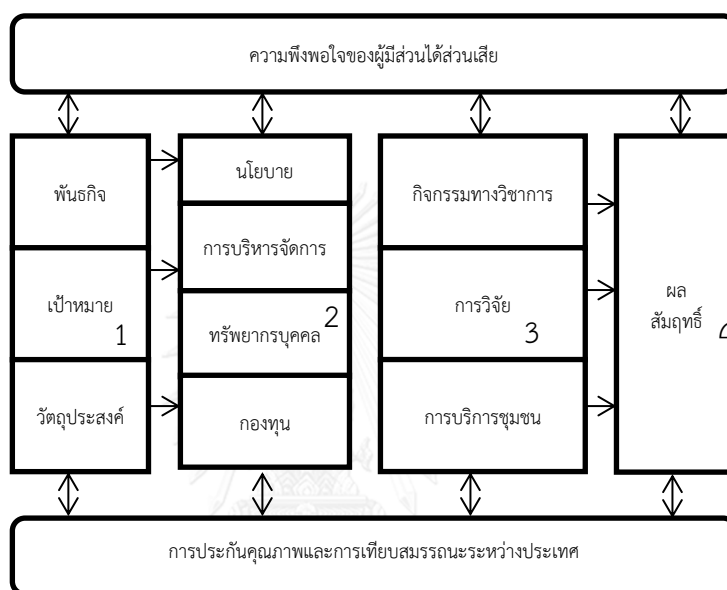 ความพึงพอใจของผู้มีส่วนได้ส่วนเสีย
พันธกิจ
เป้าหมาย
1
วัตถุประสงค์
นโยบาย
การบริหารจัดการ
ทรัพยากรบุคคล 2
กองทุน
กิจกรรมทางวิชาการ
การวิจัย
3
การบริการชุมชน
ผล
สัมฤทธิ์
4
การประกันคุณภาพและการเทียบสมรรถนะระหว่างประเทศ